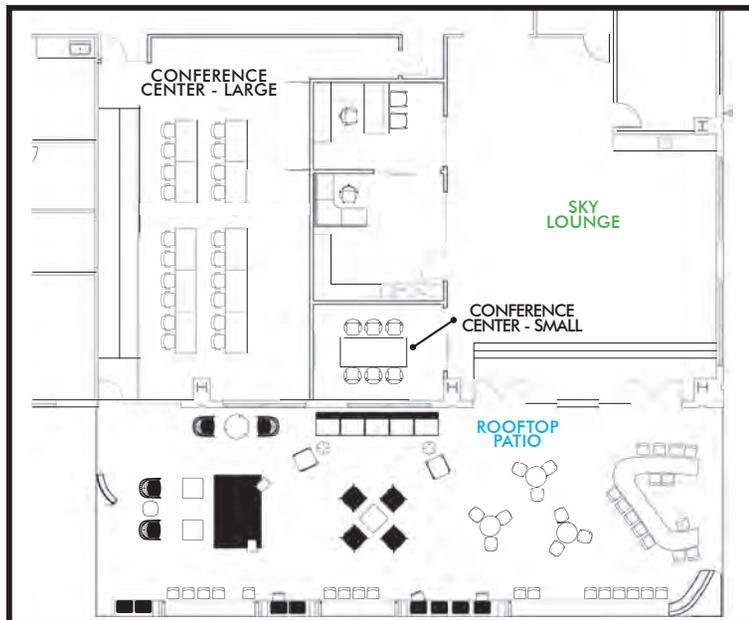 CONFERENCE
CENTER - LARGE
SKY
LOUNGE
CONFERENCE
CENTER - SMALL
ROOFTOP
PATIO